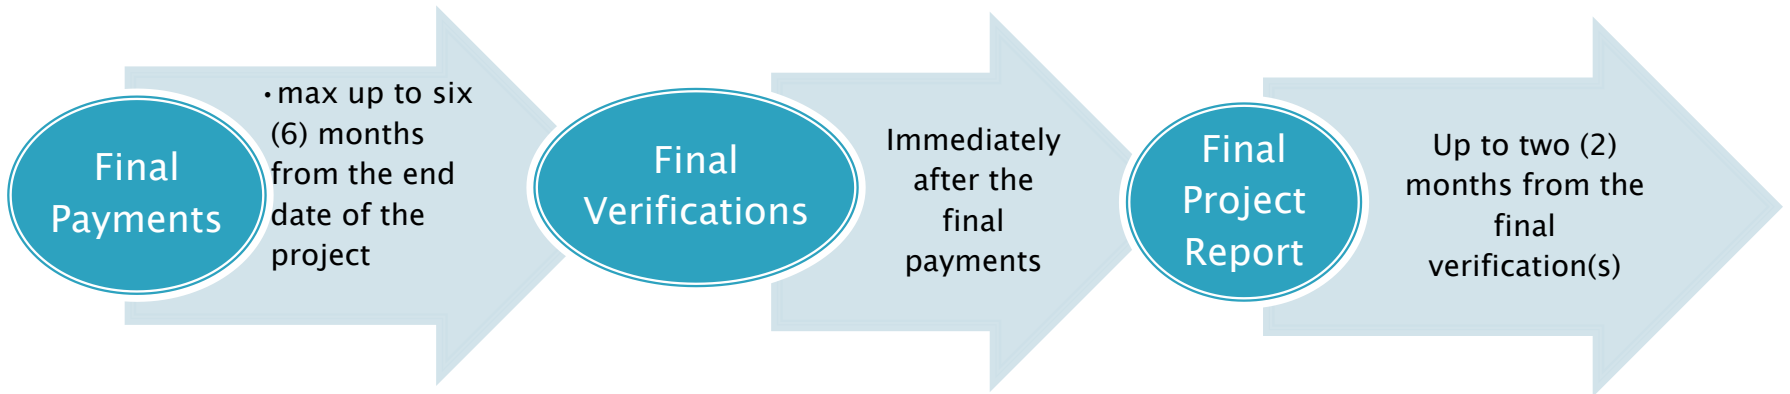 Final
Payments
• max up to six
(6) months
from the end
date of the
project
Final
Verifications
Immediately
after the
final
payments
Final
Project
Report
Up to two (2)
months from the
final
verification(s)